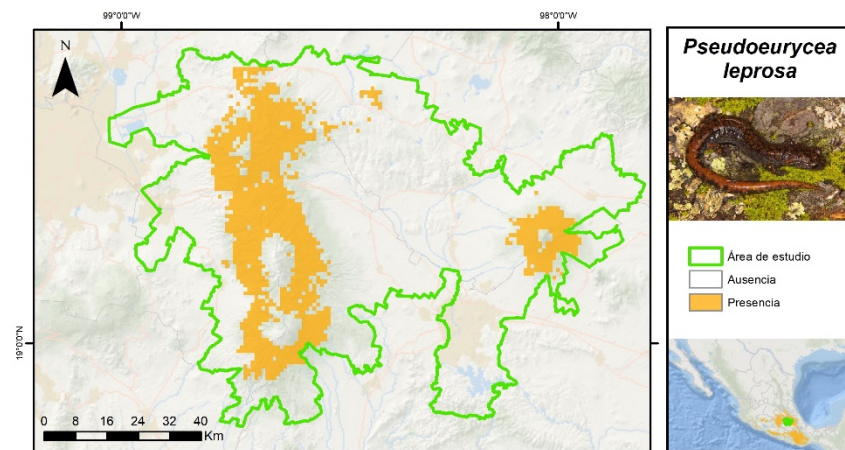 99°0'0"W
98°0'0"W
N
19°0'0"N
0 8 16 24 32 40
Km
Pseudoeurycea
leprosa
Área de estudio
Ausencia
Presencia